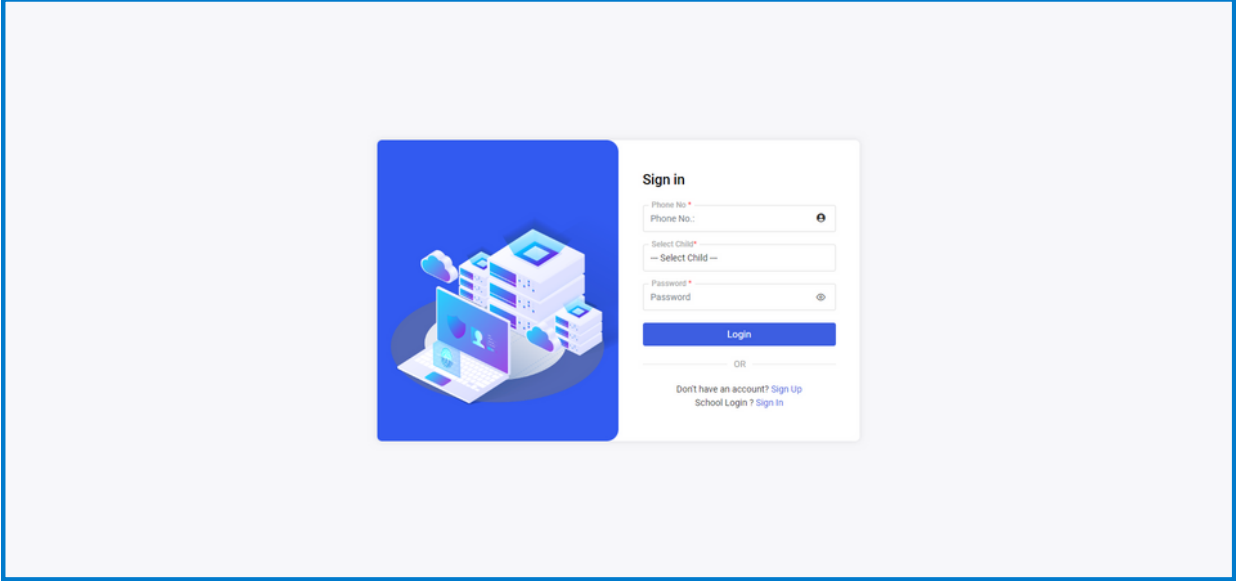 Sign in
Phone No *
Phone No.:
Select Child*
--- Select Child ---
Password *
Password
Login
OR
Don't have an account? Sign Up
School Login ? Sign In